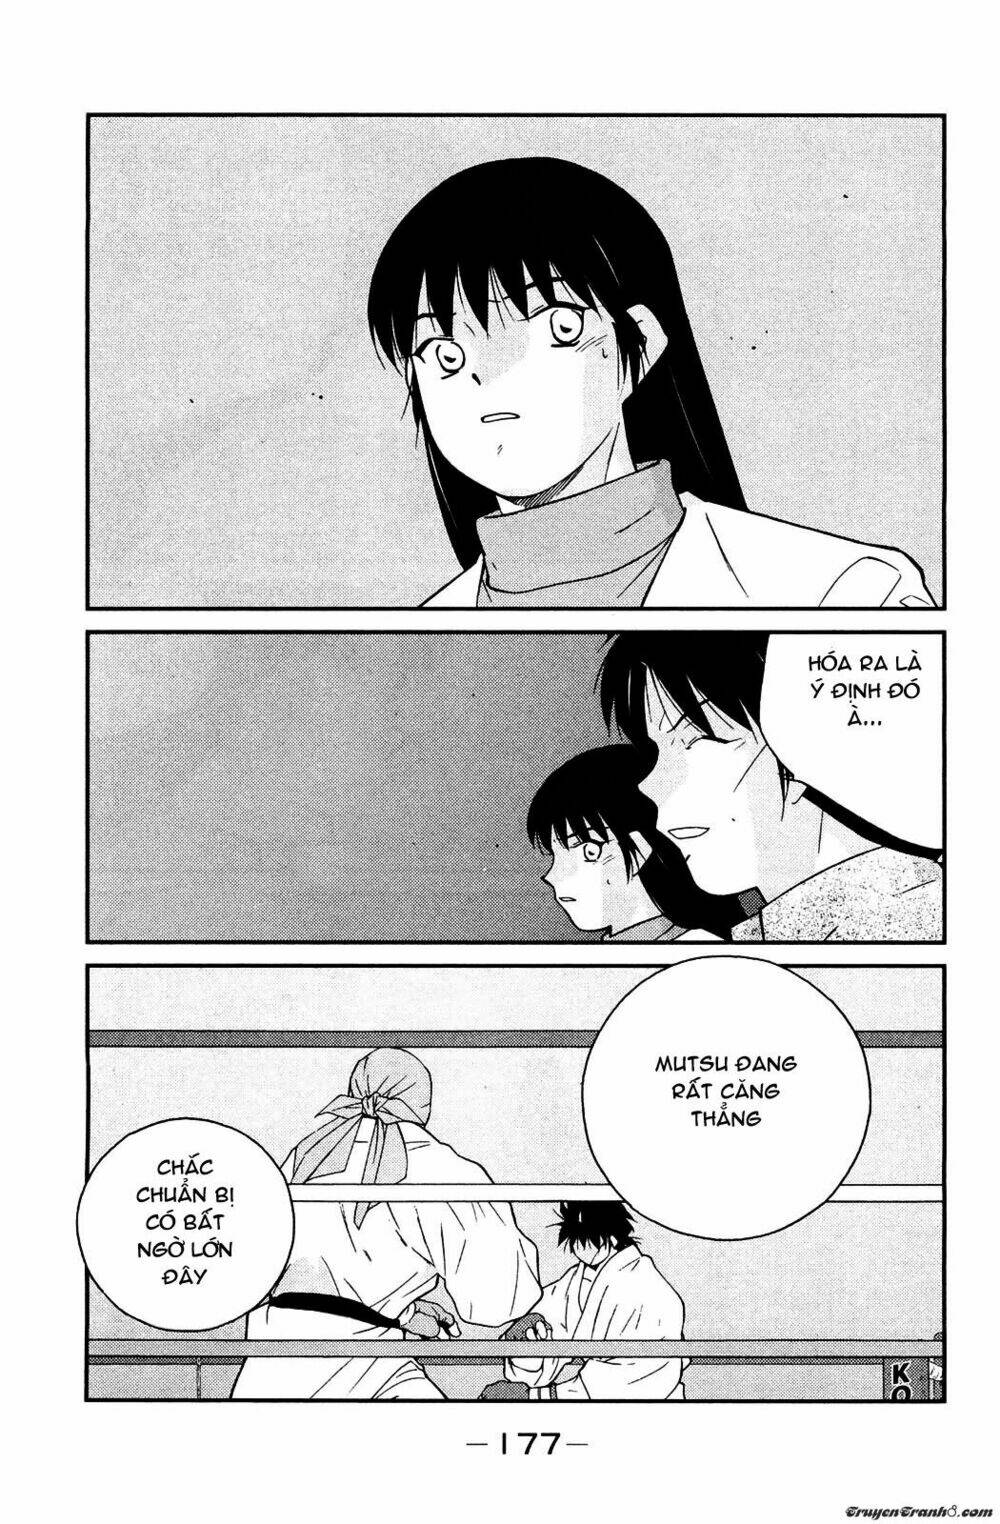 HÓA RA LÀ
Ý ĐỊNH ĐÓ
À...
MUTSU ĐANG
RẤT CĂNG
THẲNG
CHẮC
CHUẨN BỊ
CÓ BẤT
NGỜ LỚN
ĐÂY
KO
—177—
TruyenTranh8.com